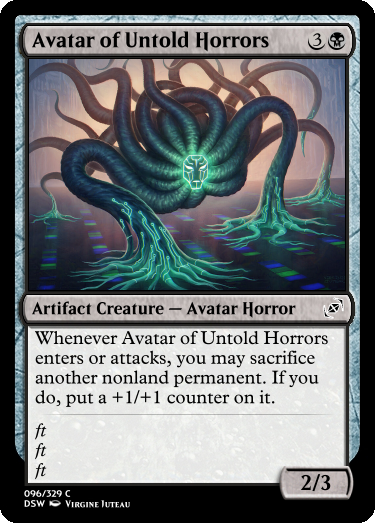 Avatar of Untold Horrors 3
Artifact Creature — Avatar Horror
Whenever Avatar of Untold Horrors
enters or attacks, you may sacrifice
another nonland permanent. If you
do, put a +1/+1 counter on it.
ft
ft
ft
2/3
096/329 C
DSW Virgine Juteau